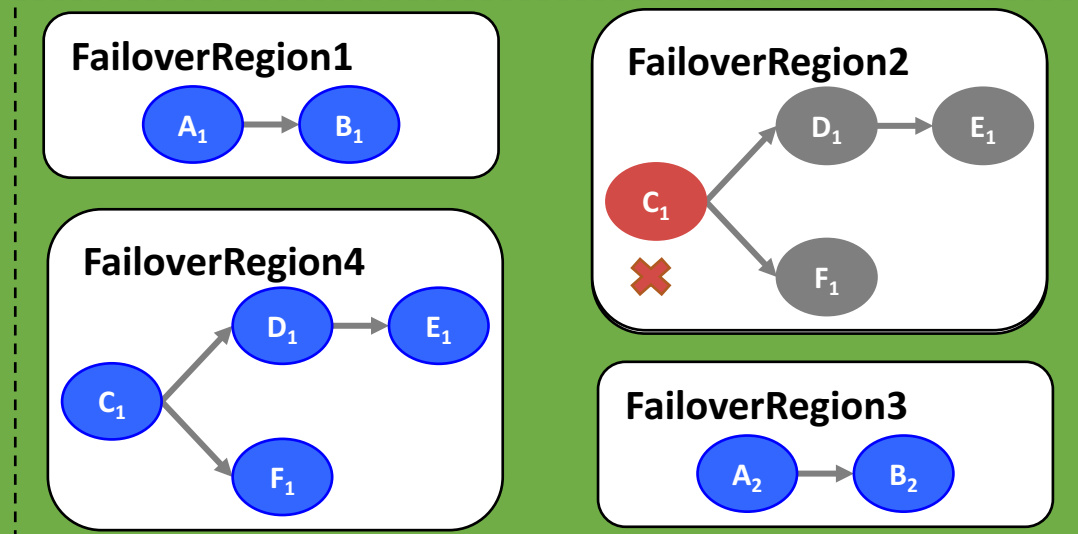 FailoverRegion1
A₁
B₁
FailoverRegion2
D₁
E₁
C₁
F₁
FailoverRegion4
D₁
E₁
C₁
F₁
FailoverRegion3
A₂
B₂